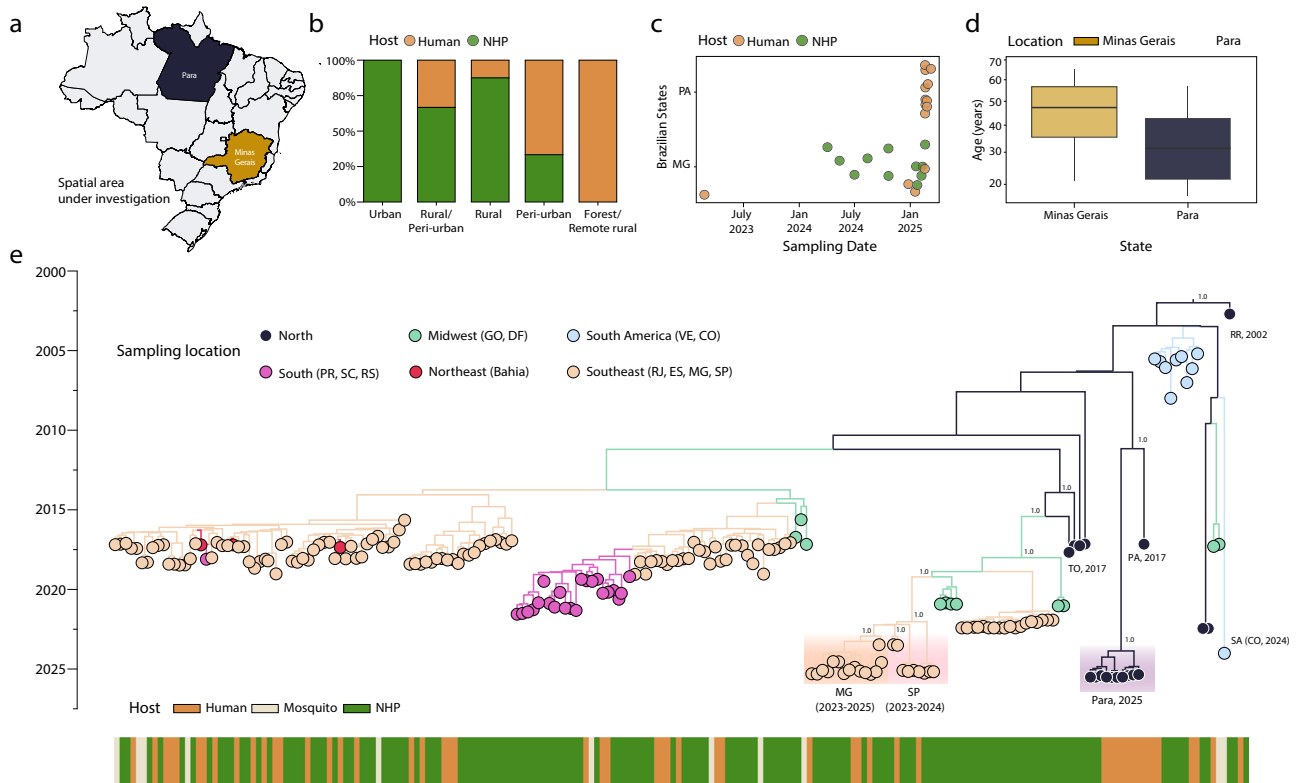 a
Para
Minas
Gerais
Spatial area
under investigation
b
Host Human NHP
100%
80%
50%
20%
0%
Urban
Rural/
Peri-urban
Rural
Peri-urban
Forest/
Remote rural
c
Host Human NHP
Brazilian States
PA
MG
July
2023
Jan
2024
July
2024
Jan
2025
Sampling Date
d
Location Minas Gerais Para
Age (years)
70
60
50
40
30
20
Minas Gerais
Para
State
e
2000
2005
2010
2015
2020
2025
Sampling location
North
Midwest (GO, DF)
South America (VE, CO)
South (PR, SC, RS)
Northeast (Bahia)
Southeast (RJ, ES, MG, SP)
1.0
RR, 2002
1.0
1.0
1.0
TO, 2017
PA, 2017
1.0
1.0
1.0
1.0
1.0
1.0
SA (CO, 2024)
MG
(2023-2025)
SP
(2023-2024)
Para, 2025
Host Human Mosquito NHP